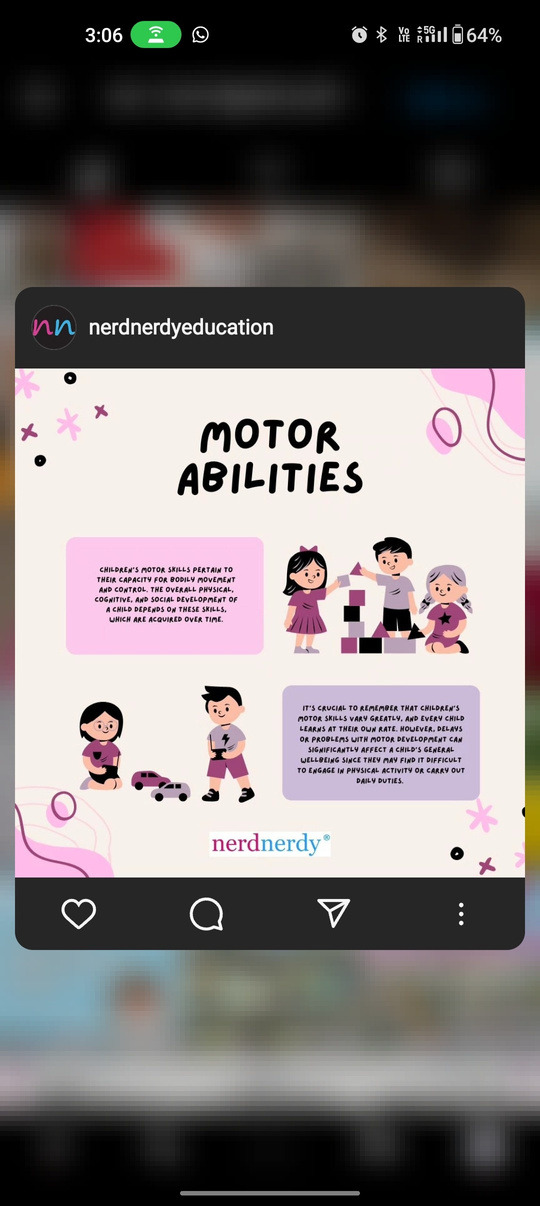 3:06
Vo
LTE
5G
R
64%
nn
nerdnerdyeducation
MOTOR
ABILITIES
CHILDREN'S MOTOR SKILLS PERTAIN TO
THEIR CAPACITY FOR BODILY MOVEMENT
AND CONTROL. THE OVERALL PHYSICAL,
COGNITIVE, AND SOCIAL DEVELOPMENT OF
A CHILD DEPENDS ON THESE SKILLS,
WHICH ARE ACQUIRED OVER TIME.
IT'S CRUCIAL TO REMEMBER THAT CHILDREN'S
MOTOR SKILLS VARY GREATLY, AND EVERY CHILD
LEARNS AT THEIR OWN RATE. HOWEVER, DELAYS
OR PROBLEMS WITH MOTOR DEVELOPMENT CAN
SIGNIFICANTLY AFFECT A CHILD'S GENERAL
WELLBEING SINCE THEY MAY FIND IT DIFFICULT
TO ENGAGE IN PHYSICAL ACTIVITY OR CARRY OUT
DAILY DUTIES.
nerdnerdy®